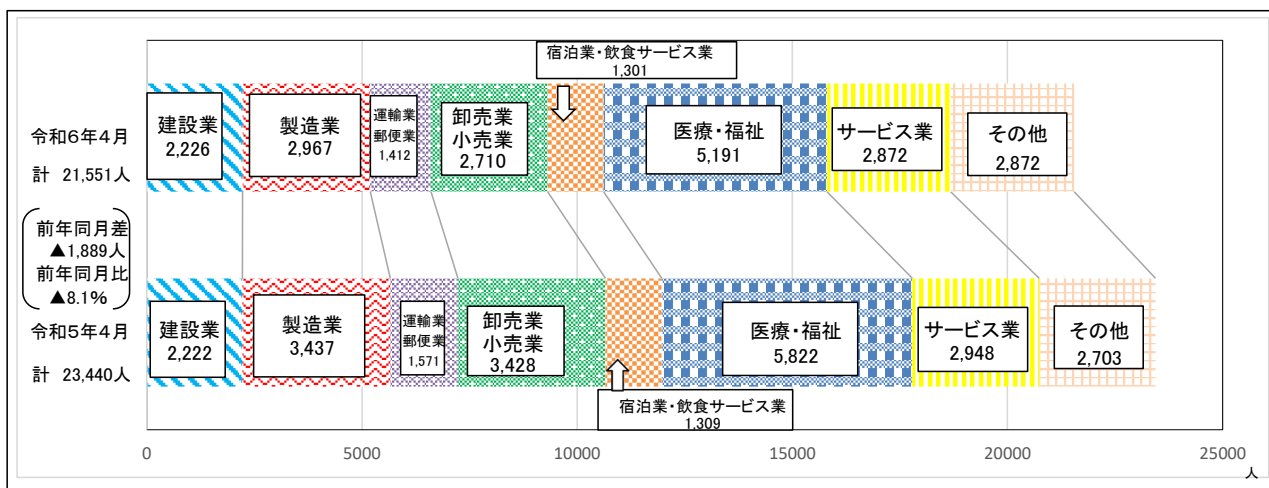 0
5000
10000
15000
20000
25000
人
宿泊業・飲食サービス業
1,301
令和6年4月
計 21,551人
建設業
2,226
製造業
2,967
運輸業
郵便業
1,412
卸売業
小売業
2,710
医療・福祉
5,191
サービス業
2,872
その他
2,872
前年同月差
▲1,889人
前年同月比
▲8.1%
令和5年4月
計 23,440人
建設業
2,222
製造業
3,437
運輸業
郵便業
1,571
卸売業
小売業
3,428
医療・福祉
5,822
サービス業
2,948
その他
2,703
宿泊業・飲食サービス業
1,309